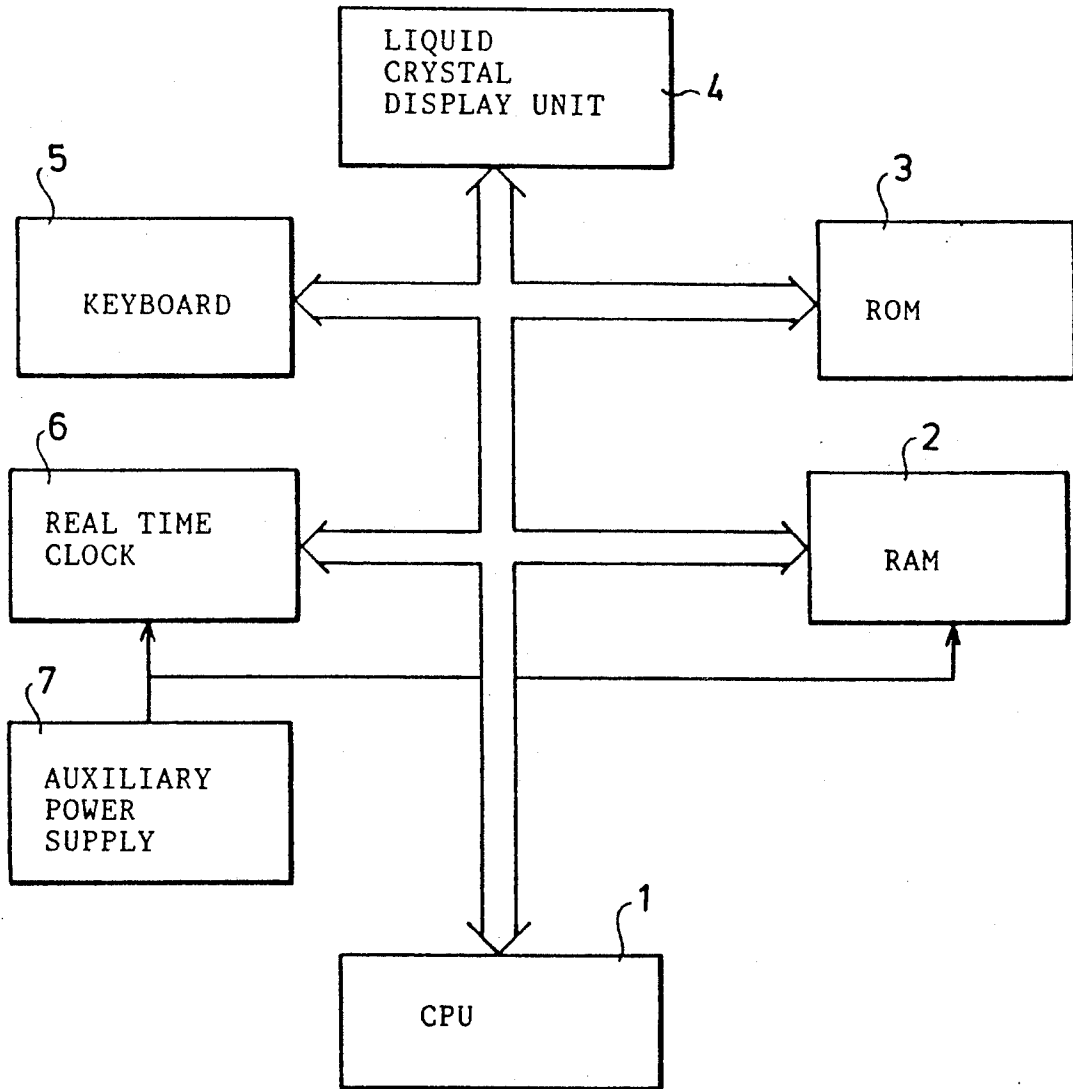 LIQUID
CRYSTAL
DISPLAY UNIT
4
5
KEYBOARD
3
ROM
6
REAL TIME
CLOCK
2
RAM
7
AUXILIARY
POWER
SUPPLY
1
CPU